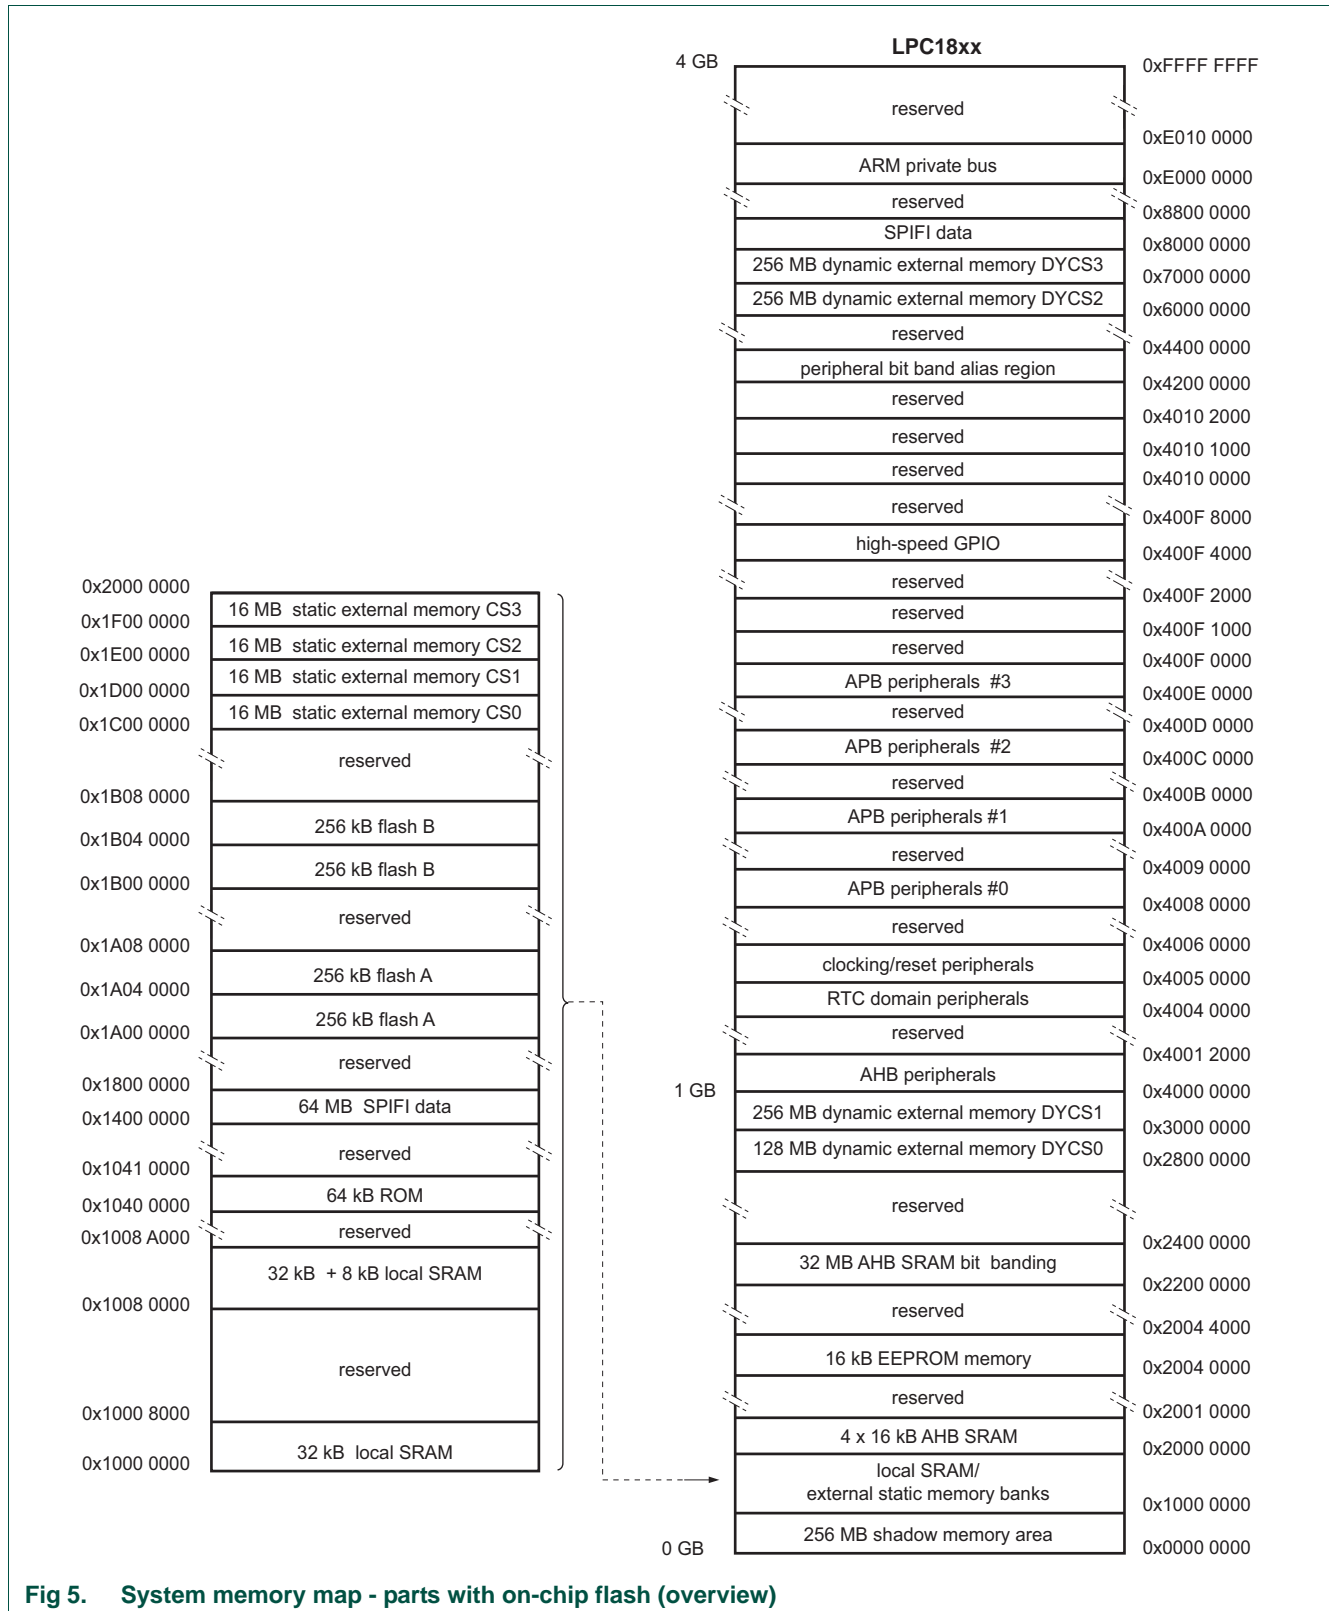 LPC18xx
4 GB
0xFFFF FFFF
reserved
0xE010 0000
ARM private bus
0xE000 0000
reserved
0x8800 0000
SPIFI data
0x8000 0000
256 MB dynamic external memory DYCS3
0x7000 0000
256 MB dynamic external memory DYCS2
0x6000 0000
reserved
0x4400 0000
peripheral bit band alias region
0x4200 0000
reserved
0x4010 2000
reserved
0x4010 1000
reserved
0x4010 0000
reserved
0x400F 8000
high-speed GPIO
0x400F 4000
reserved
0x400F 2000
reserved
0x400F 1000
reserved
0x400F 0000
APB peripherals #3
0x400E 0000
reserved
0x400D 0000
APB peripherals #2
0x400C 0000
reserved
0x400B 0000
APB peripherals #1
0x400A 0000
reserved
0x4009 0000
APB peripherals #0
0x4008 0000
reserved
0x4006 0000
clocking/reset peripherals
0x4005 0000
RTC domain peripherals
0x4004 0000
reserved
0x4001 2000
AHB peripherals
1 GB
0x4000 0000
256 MB dynamic external memory DYCS1
0x3000 0000
128 MB dynamic external memory DYCS0
0x2800 0000
reserved
0x2400 0000
32 MB AHB SRAM bit banding
0x2200 0000
reserved
0x2004 4000
16 kB EEPROM memory
0x2004 0000
reserved
0x2001 0000
4 x 16 kB AHB SRAM
0x2000 0000
local SRAM/
external static memory banks
0x1000 0000
256 MB shadow memory area
0 GB
0x0000 0000
0x2000 0000
16 MB static external memory CS3
0x1F00 0000
16 MB static external memory CS2
0x1E00 0000
16 MB static external memory CS1
0x1D00 0000
16 MB static external memory CS0
0x1C00 0000
reserved
0x1B08 0000
256 kB flash B
0x1B04 0000
256 kB flash B
0x1B00 0000
reserved
0x1A08 0000
256 kB flash A
0x1A04 0000
256 kB flash A
0x1A00 0000
reserved
0x1800 0000
64 MB SPIFI data
0x1400 0000
reserved
0x1041 0000
64 kB ROM
0x1040 0000
reserved
0x1008 A000
32 kB + 8 kB local SRAM
0x1008 0000
reserved
0x1000 8000
32 kB local SRAM
0x1000 0000
Fig 5. System memory map - parts with on-chip flash (overview)